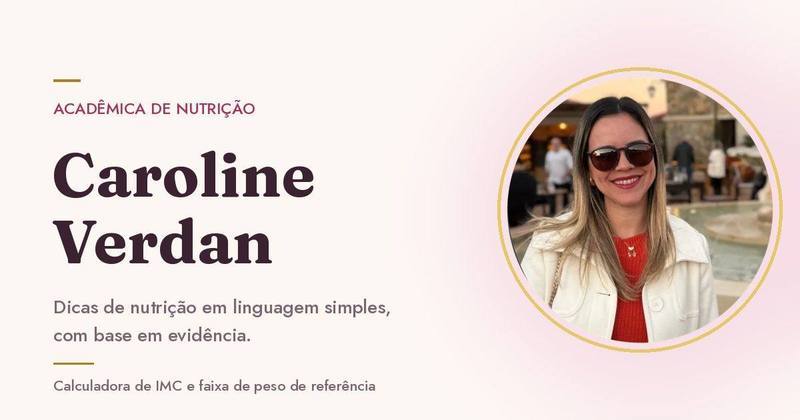 ACADÊMICA DE NUTRIÇÃO
Caroline
Verdan
Dicas de nutrição em linguagem simples,
com base em evidência.
Calculadora de IMC e faixa de peso de referência